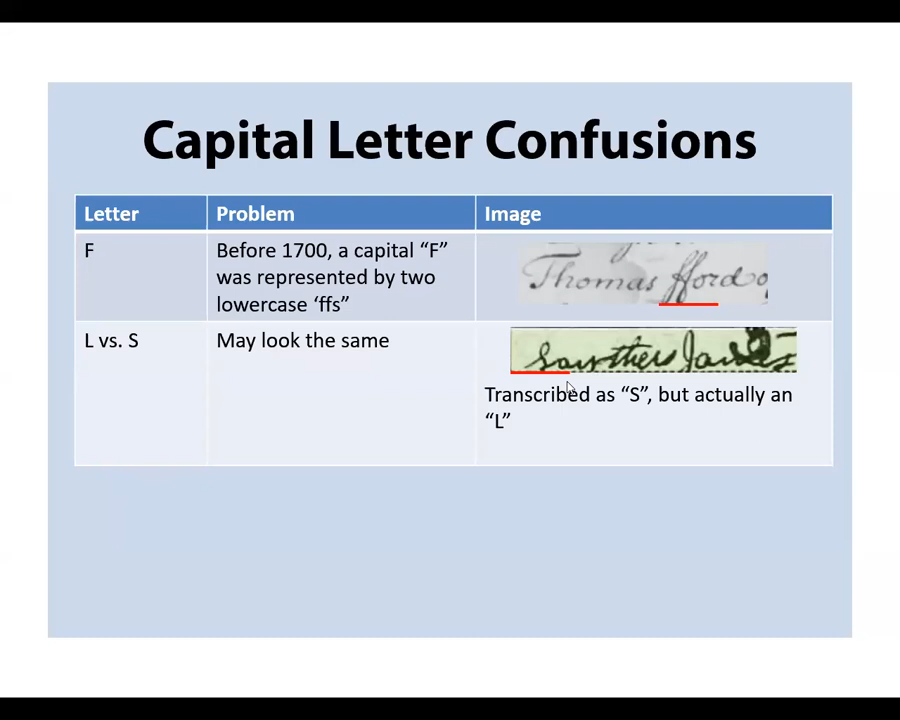 Capital Letter Confusions
Letter
Problem
Image
F
Before 1700, a capital “F”
was represented by two
lowercase ‘ffs”
Thomas fford
L vs. S
May look the same
Transcribed as “S”, but actually an
“L”